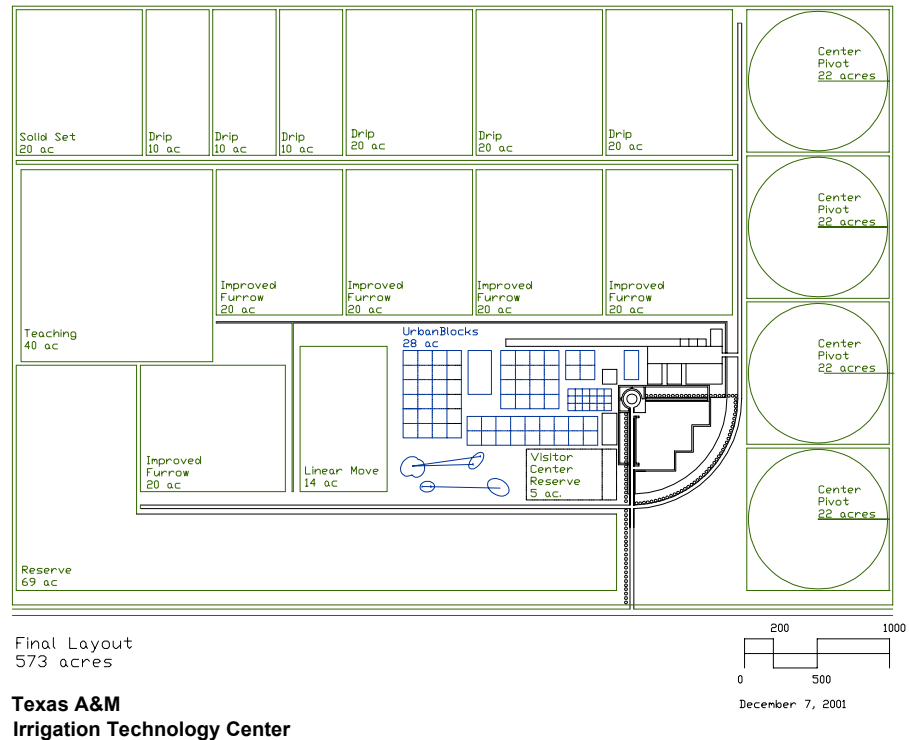 Solid Set
20 ac
Drip
10 ac
Drip
10 ac
Drip
10 ac
Drip
20 ac
Drip
20 ac
Drip
20 ac
Center
Pivot
22 acres
Center
Pivot
22 acres
Teaching
40 ac
Improved
Furrow
20 ac
Improved
Furrow
20 ac
Improved
Furrow
20 ac
Improved
Furrow
20 ac
UrbanBlocks
28 ac
Center
Pivot
22 acres
Improved
Furrow
20 ac
Linear Move
14 ac
Visitor
Center
Reserve
5 ac.
Center
Pivot
22 acres
Reserve
69 ac
Final Layout
573 acres
200
1000
0
500
December 7, 2001
Texas A&M
Irrigation Technology Center